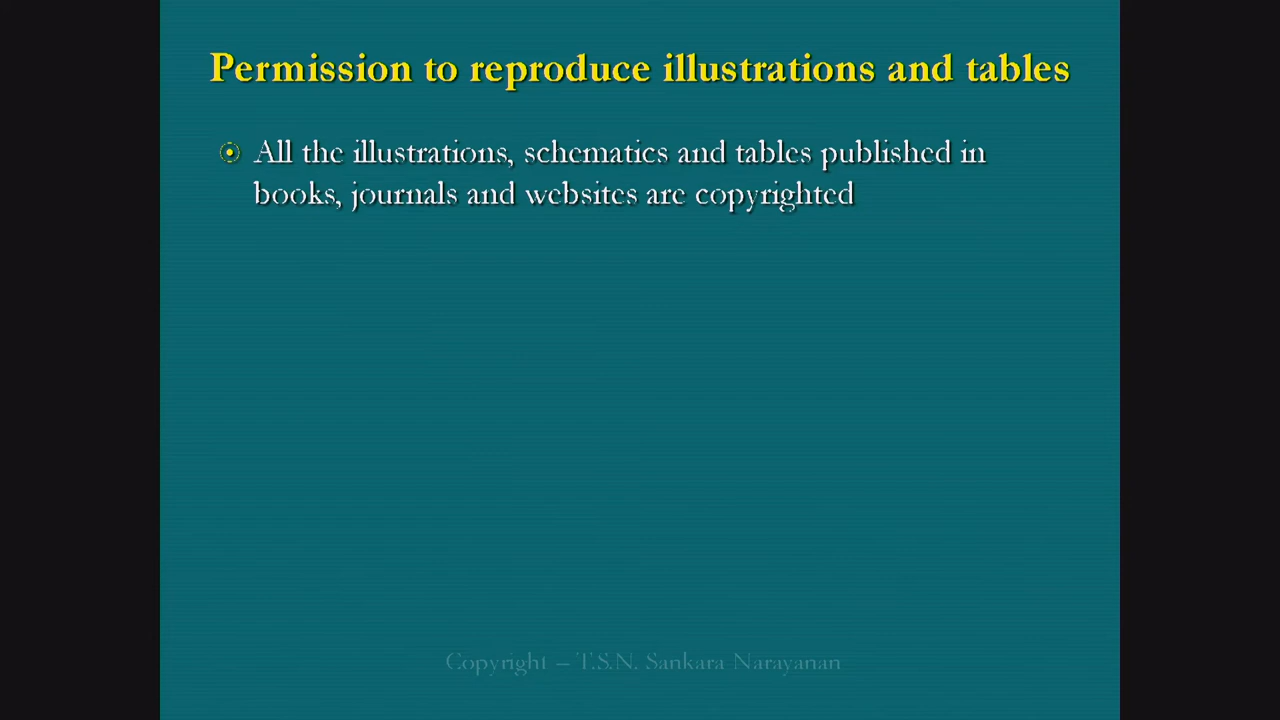 Permission to reproduce illustrations and tables
All the illustrations, schematics and tables published in
books, journals and websites are copyrighted
Copyright – T.S.N. Sankara Narayanan